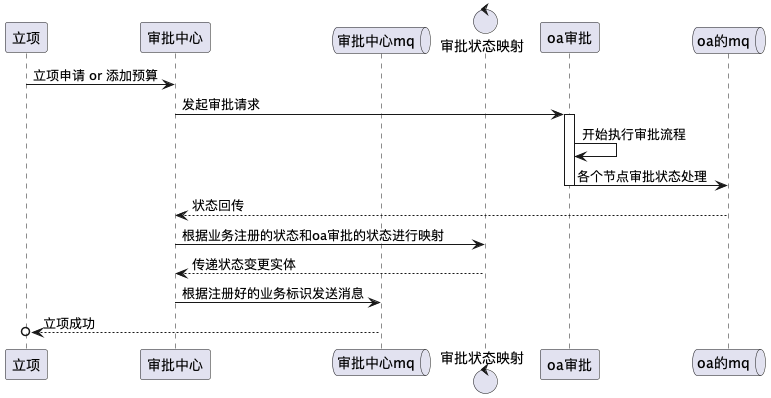 立项
审批中心
审批中心mq
审批状态映射
oa审批
oa的mq
立项申请 or 添加预算
发起审批请求
开始执行审批流程
各个节点审批状态处理
状态回传
根据业务注册的状态和oa审批的状态进行映射
传递状态变更实体
根据注册好的业务标识发送消息
立项成功
立项
审批中心
审批中心mq
审批状态映射
oa审批
oa的mq